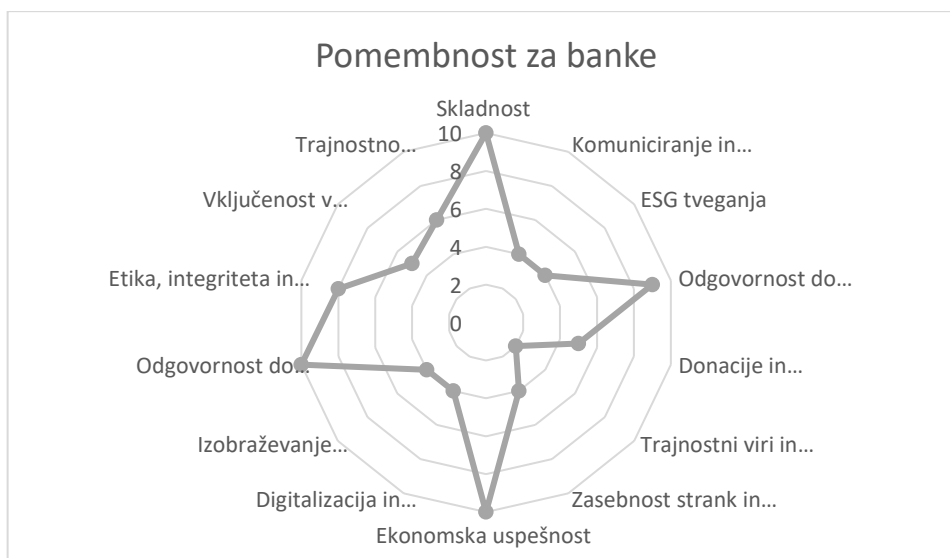 Pomembnost za banke
Skladnost
10
Trajnostno...
Komuniciranje in...
8
Vključenost v...
ESG tveganja
6
4
Etika, integriteta in...
Odgovornost do...
2
0
Odgovornost do...
Donacije in...
Izobraževanje...
Trajnostni viri in...
Digitalizacija in...
Zasebnost strank in...
Ekonomska uspešnost